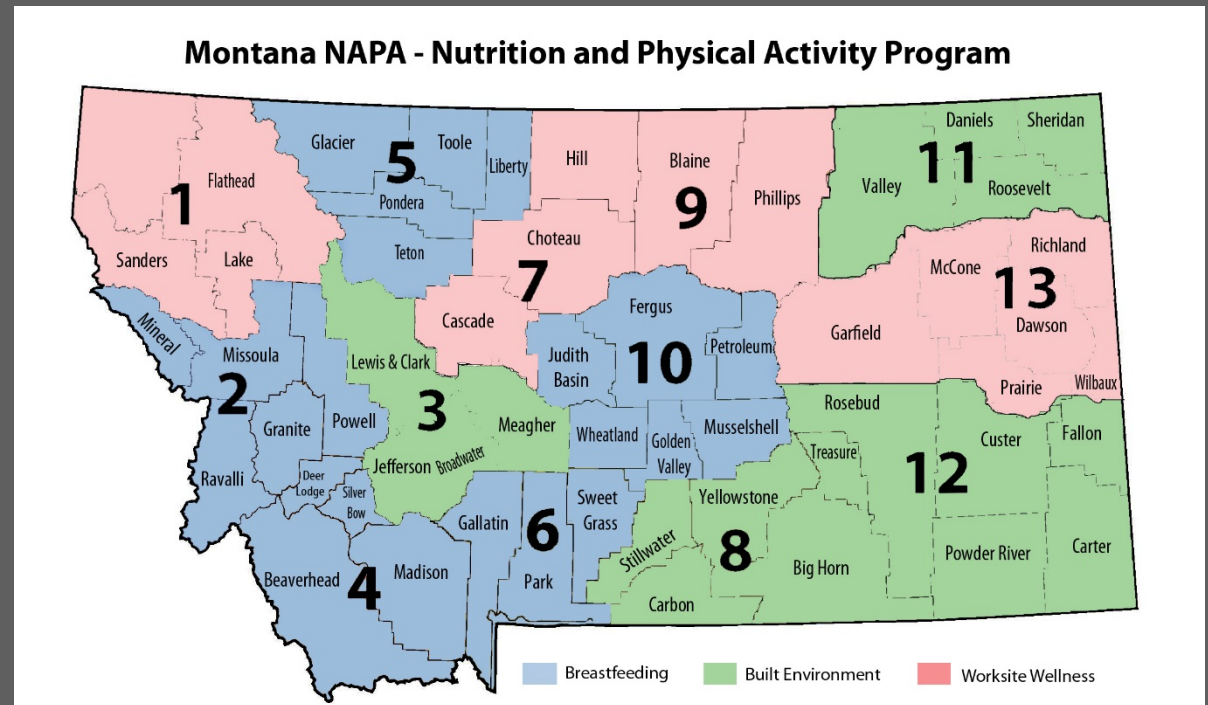 Montana NAPA - Nutrition and Physical Activity Program
Glacier
5
Toole
Liberty
Pondera
Teton
Hill
Blaine
9
Phillips
Daniels
Sheridan
11
Valley
Roosevelt
1
Flathead
Sanders
Lake
Choteau
7
Cascade
McCone
Richland
13
Dawson
Garfield
Prairie
Wilbaux
Mineral
Missoula
2
Granite
Powell
Ravalli
Deer
Lodge
Silver
Bow
Lewis & Clark
3
Meagher
Jefferson
Broadwater
Fergus
Judith
Basin
10
Petroleum
Wheatland
Golden
Valley
Musselshell
Rosebud
Treasure
12
Custer
Fallon
Powder River
Carter
Beaverhead
4
Madison
Gallatin
6
Park
Sweet
Grass
Stillwater
Yellowstone
8
Carbon
Big Horn
Breastfeeding
Built Environment
Worksite Wellness